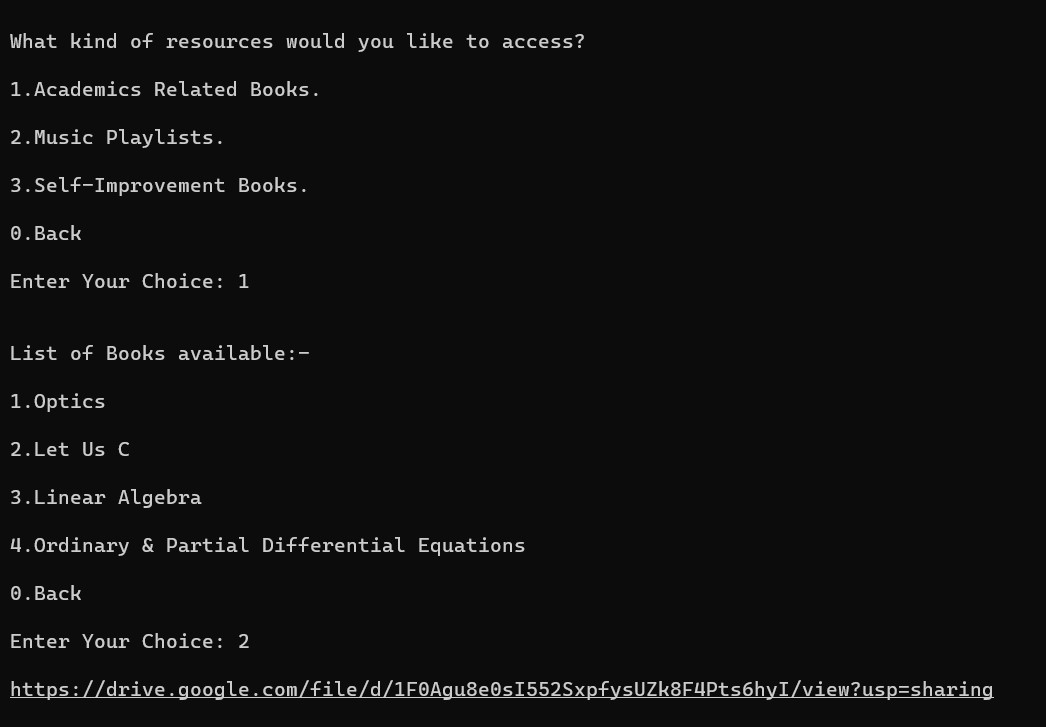 What kind of resources would you like to access?
1.Academics Related Books.
2.Music Playlists.
3.Self-Improvement Books.
0.Back
Enter Your Choice: 1
List of Books available:-
1.Optics
2.Let Us C
3.Linear Algebra
4.Ordinary & Partial Differential Equations
0.Back
Enter Your Choice: 2
https://drive.google.com/file/d/1F0Agu8e0sI552SxpfysUZk8F4Pts6hyI/view?usp=sharing